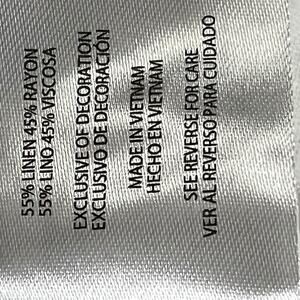 55% LINEN 45% RAYON
55% LINO 45% VISCOSA
EXCLUSIVE OF DECORATION
EXCLUSIVO DE DECORACIÓN
MADE IN VIETNAM
HECHO EN VIETNAM
SEE REVERSE FOR CARE
VER AL REVERSO PARA CUIDADO